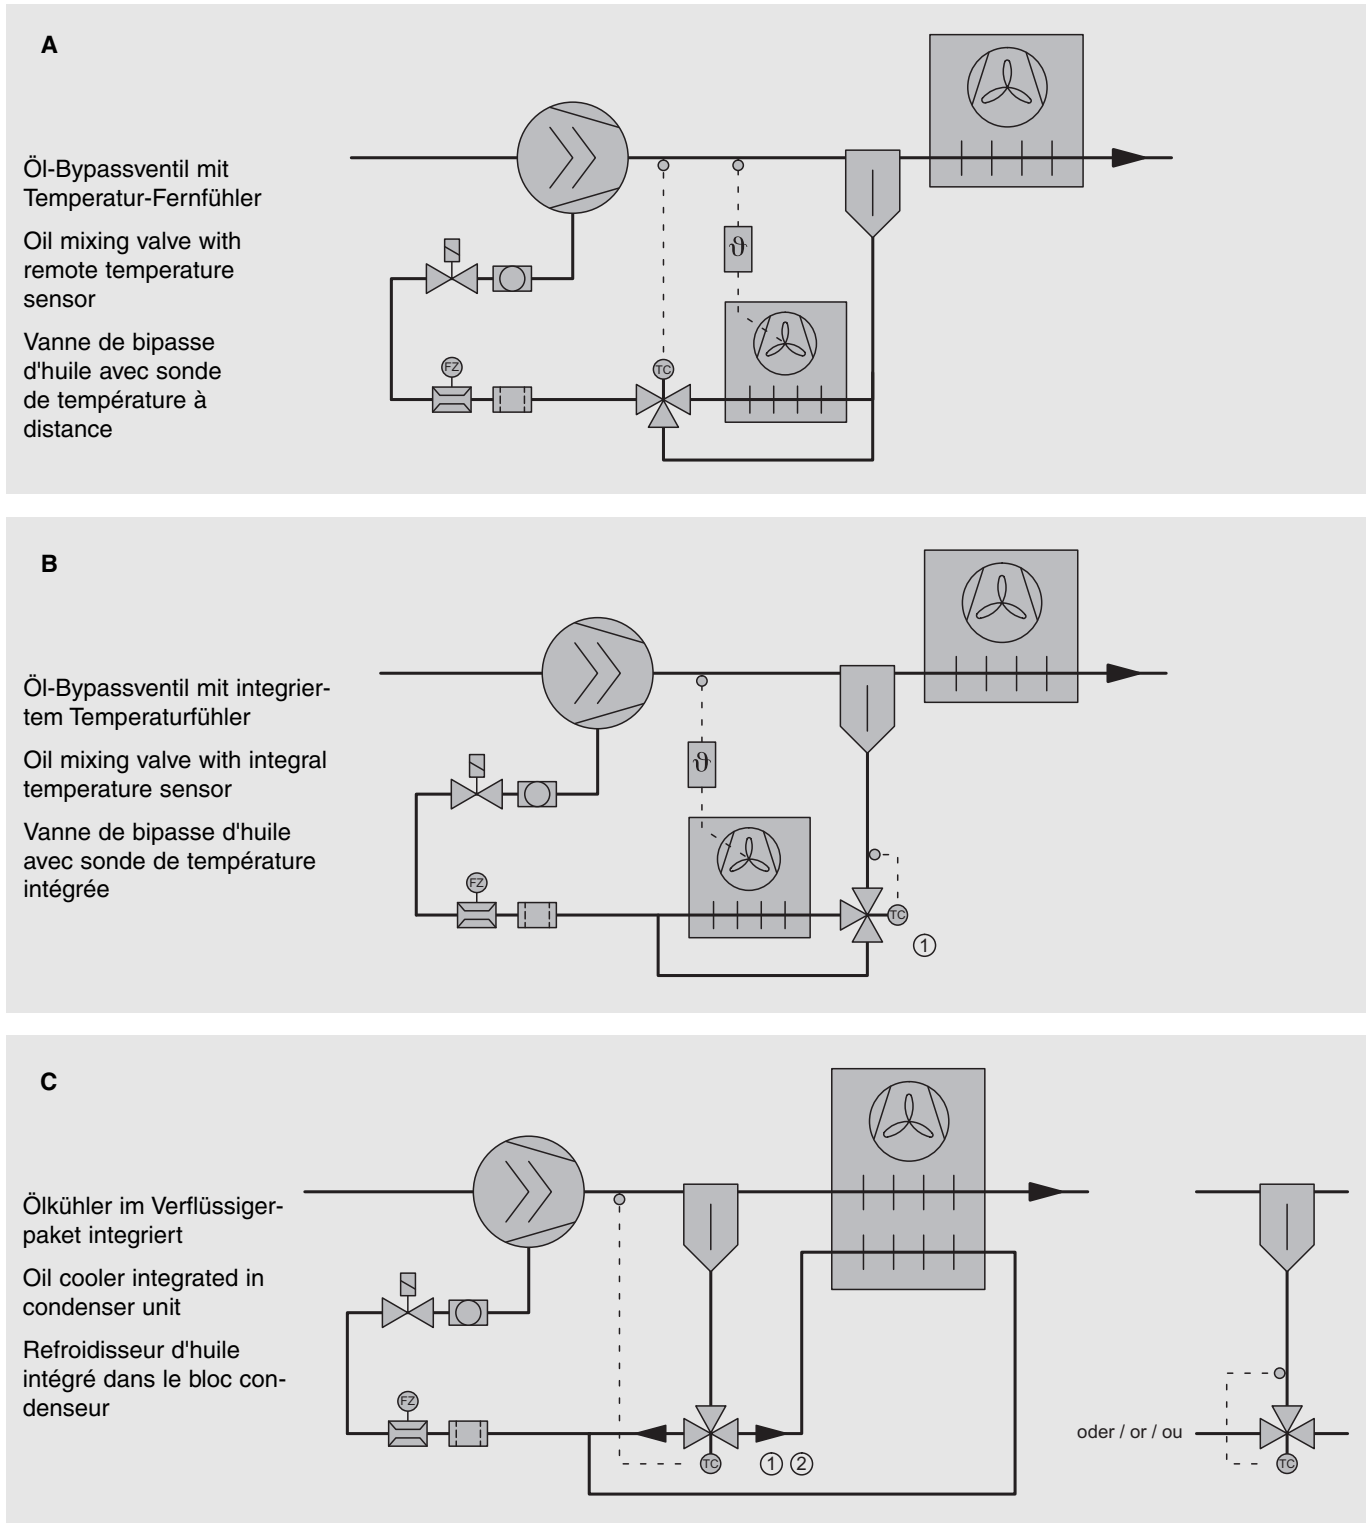 A
Öl-Bypassventil mit
Temperatur-Fernfühler
Oil mixing valve with
remote temperature
sensor
Vanne de bipasse
d'huile avec sonde
de température à
distance
ϑ
FZ
TC
B
Öl-Bypassventil mit integrier-
tem Temperaturfühler
Oil mixing valve with integral
temperature sensor
Vanne de bipasse d'huile
avec sonde de température
intégrée
ϑ
FZ
TC
1
C
Ölkühler im Verflüssiger-
paket integriert
Oil cooler integrated in
condenser unit
Refroidisseur d'huile
intégré dans le bloc con-
denseur
FZ
TC
1 2
oder / or / ou
TC